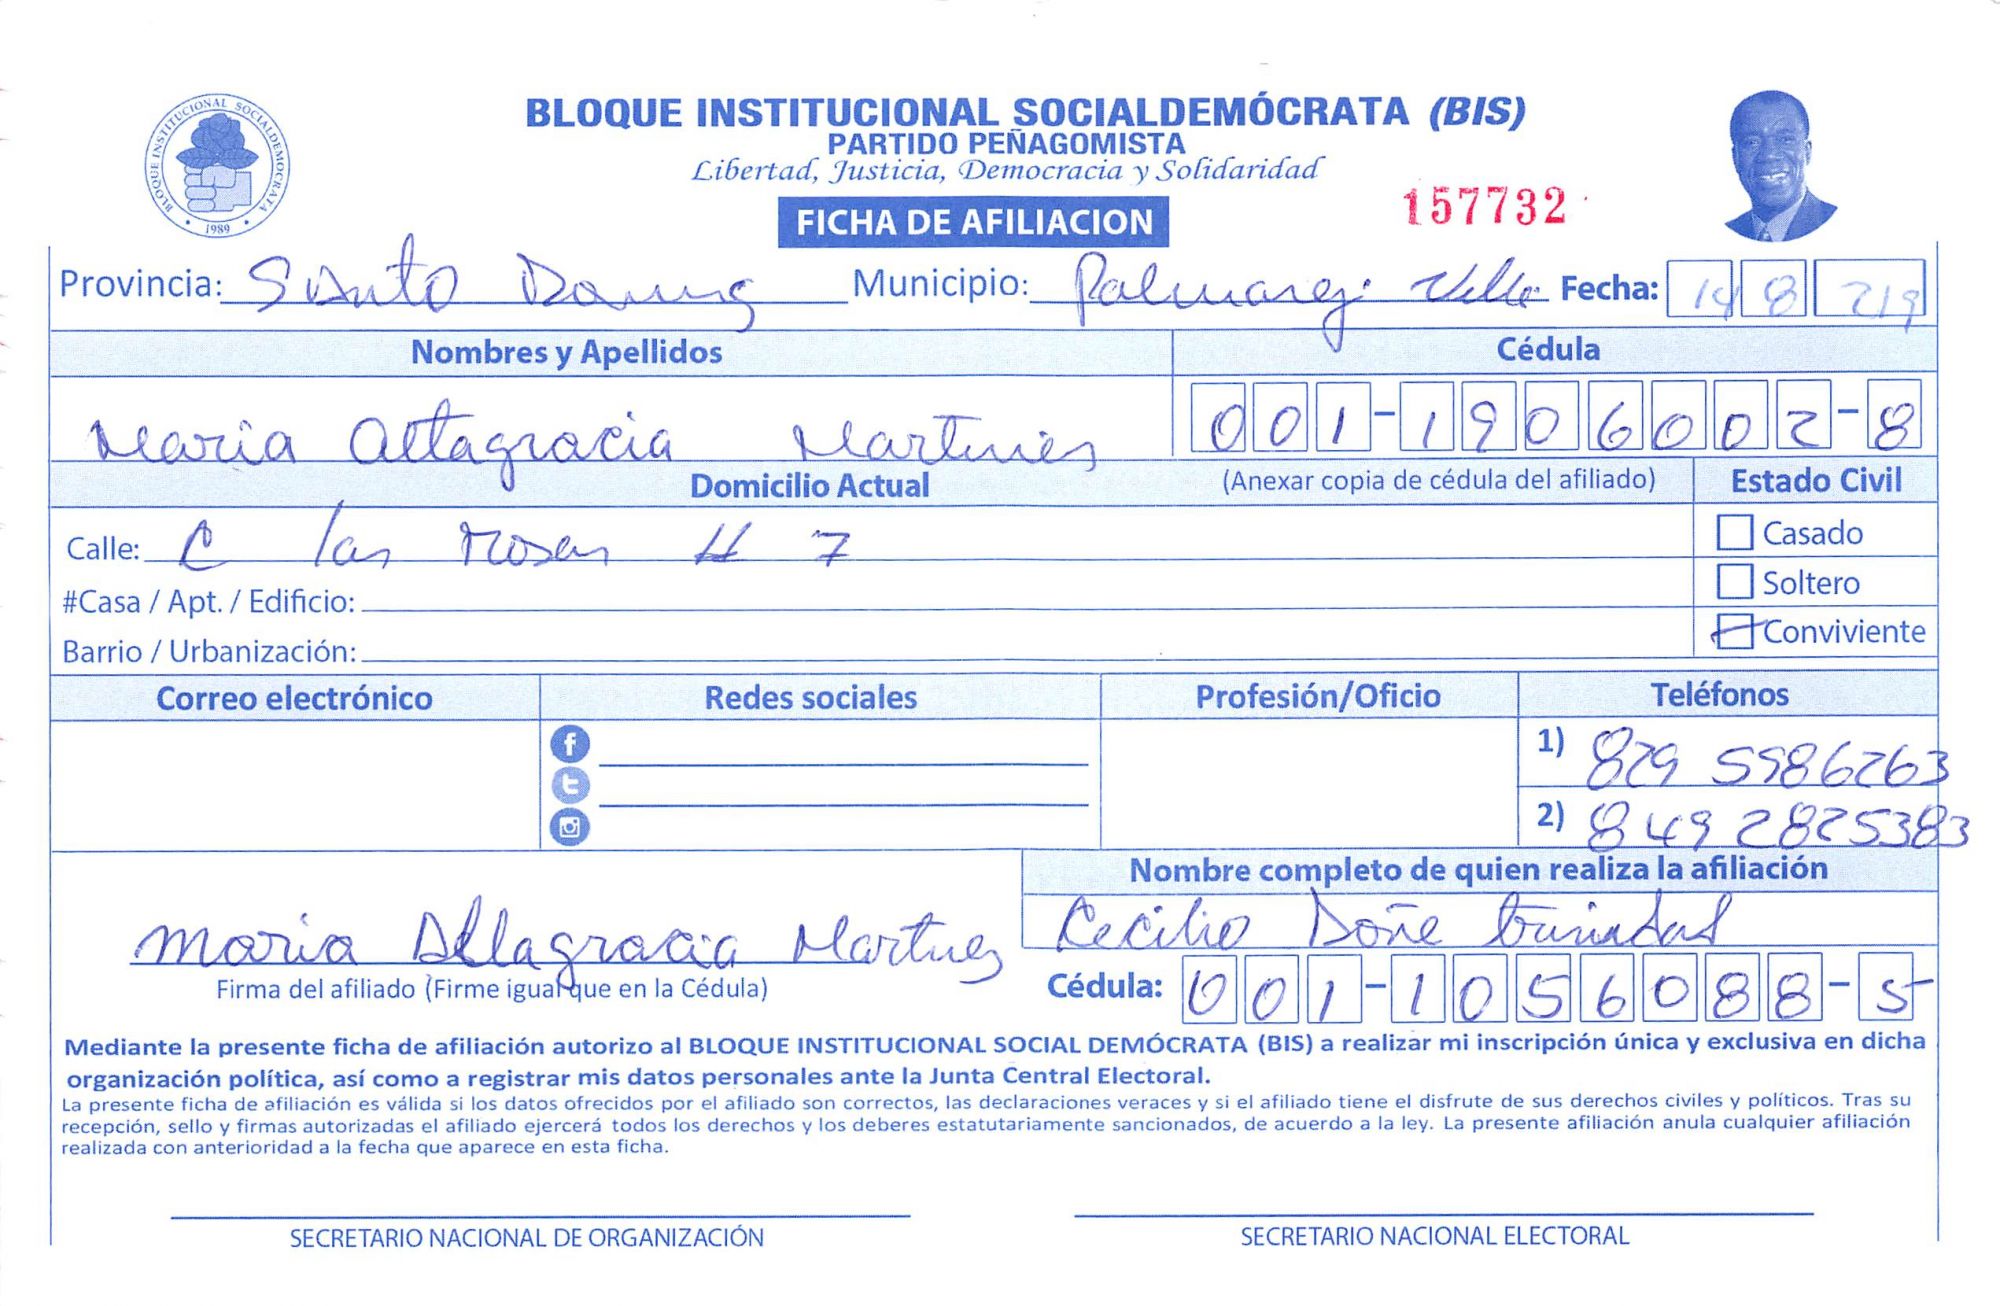 BLOQUE INSTITUCIONAL SOCIALDEMOCRATA
1989
BLOQUE INSTITUCIONAL SOCIALDEMÓCRATA (BIS)
PARTIDO PEÑAGOMISTA
Libertad, Justicia, Democracia y Solidaridad
FICHA DE AFILIACION
157732
Provincia: Santo Domg Municipio: Palmarejo Villa Fecha: 14 8 219
Nombres y Apellidos Cédula
Maria Altagracia Martines 001-1906002-8
Domicilio Actual (Anexar copia de cédula del afiliado) Estado Civil
Calle: C las Rosas # 7 Casado
#Casa / Apt. / Edificio: Soltero
Barrio / Urbanización: Conviviente
Correo electrónico Redes sociales Profesión/Oficio Teléfonos
1) 829 5986263
2) 849 2825383
Nombre completo de quien realiza la afiliación
Maria Altagracia Martinez Cecilio Doñe trinidad
Firma del afiliado (Firme igual que en la Cédula) Cédula: 001-1056088-5
Mediante la presente ficha de afiliación autorizo al BLOQUE INSTITUCIONAL SOCIAL DEMÓCRATA (BIS) a realizar mi inscripción única y exclusiva en dicha
organización política, así como a registrar mis datos personales ante la Junta Central Electoral.
La presente ficha de afiliación es válida si los datos ofrecidos por el afiliado son correctos, las declaraciones veraces y si el afiliado tiene el disfrute de sus derechos civiles y políticos. Tras su
recepción, sello y firmas autorizadas el afiliado ejercerá todos los derechos y los deberes estatutariamente sancionados, de acuerdo a la ley. La presente afiliación anula cualquier afiliación
realizada con anterioridad a la fecha que aparece en esta ficha.
SECRETARIO NACIONAL DE ORGANIZACIÓN SECRETARIO NACIONAL ELECTORAL